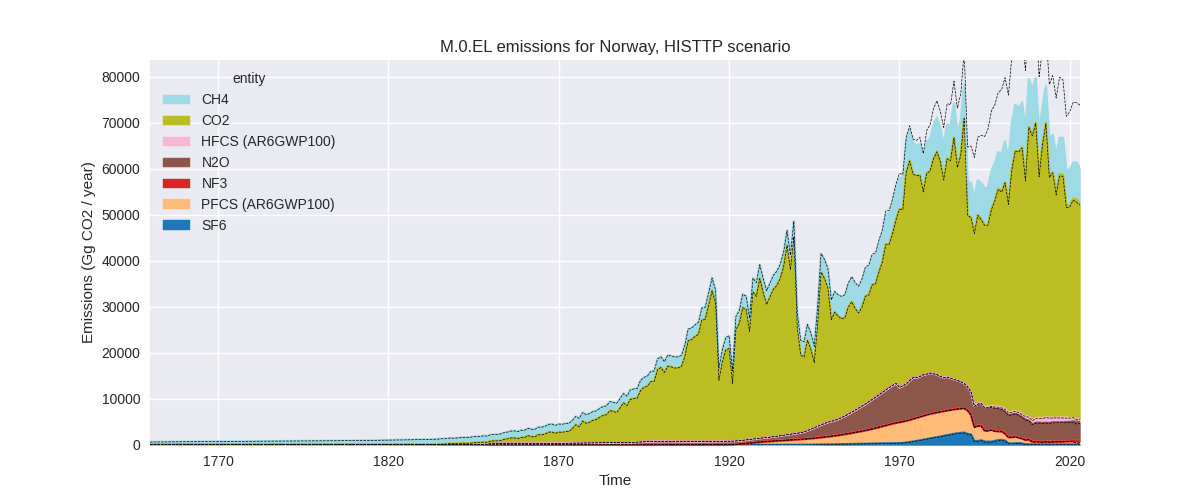 M.0.EL emissions for Norway, HISTTP scenario
Emissions (Gg CO2 / year)
80000
70000
60000
50000
40000
30000
20000
10000
0
entity
CH4
CO2
HFCS (AR6GWP100)
N2O
NF3
PFCS (AR6GWP100)
SF6
1770
1820
1870
1920
1970
2020
Time